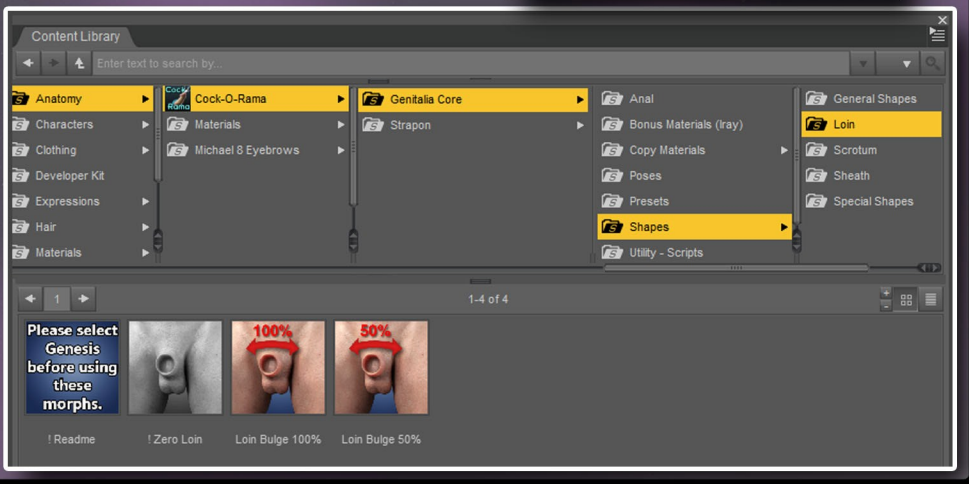 Content Library
Enter text to search by...
Anatomy
Characters
Clothing
Developer Kit
Expressions
Hair
Materials
Cock-O-Rama
Materials
Michael 8 Eyebrows
Genitalia Core
Strapon
Anal
Bonus Materials (Iray)
Copy Materials
Poses
Presets
Shapes
Utility - Scripts
General Shapes
Loin
Scrotum
Sheath
Special Shapes
1
1-4 of 4
Please select
Genesis
before using
these
morphs.
100%
50%
! Readme
! Zero Loin
Loin Bulge 100%
Loin Bulge 50%